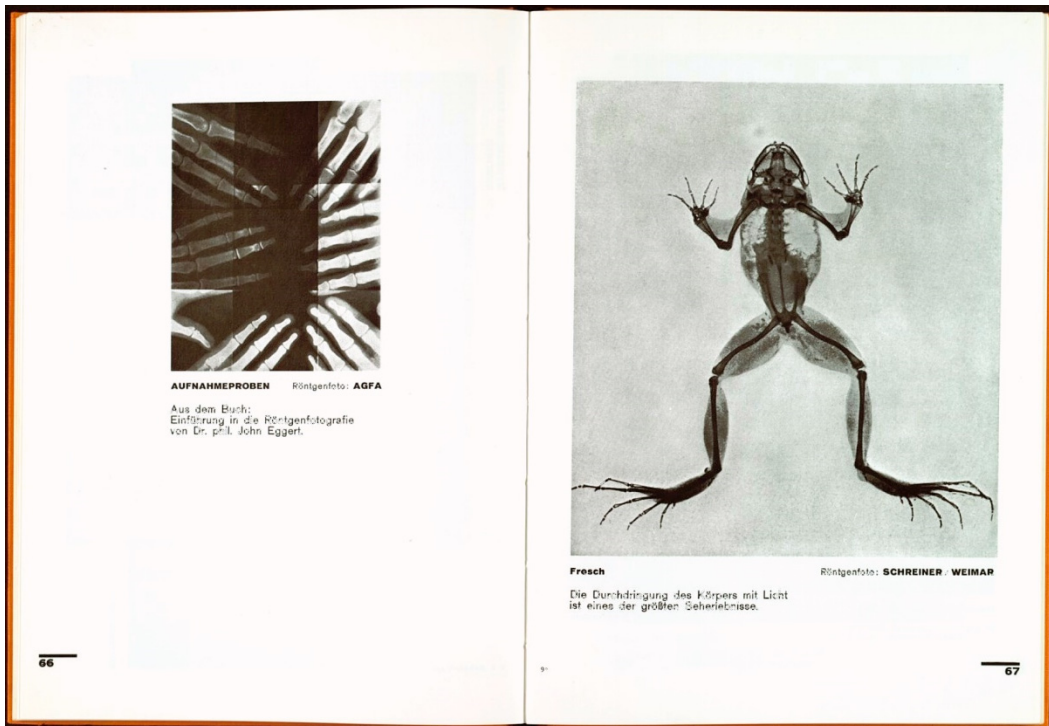 AUFNAHMEPROBEN Röntgenfoto: AGFA
Aus dem Buch:
Einführung in die Röntgenfotografie
von Dr. phil. John Eggert.
66
Frosch Röntgenfoto: SCHREINER / WEIMAR
Die Durchdringung des Körpers mit Licht
ist eines der größten Seherlebnisse.
67